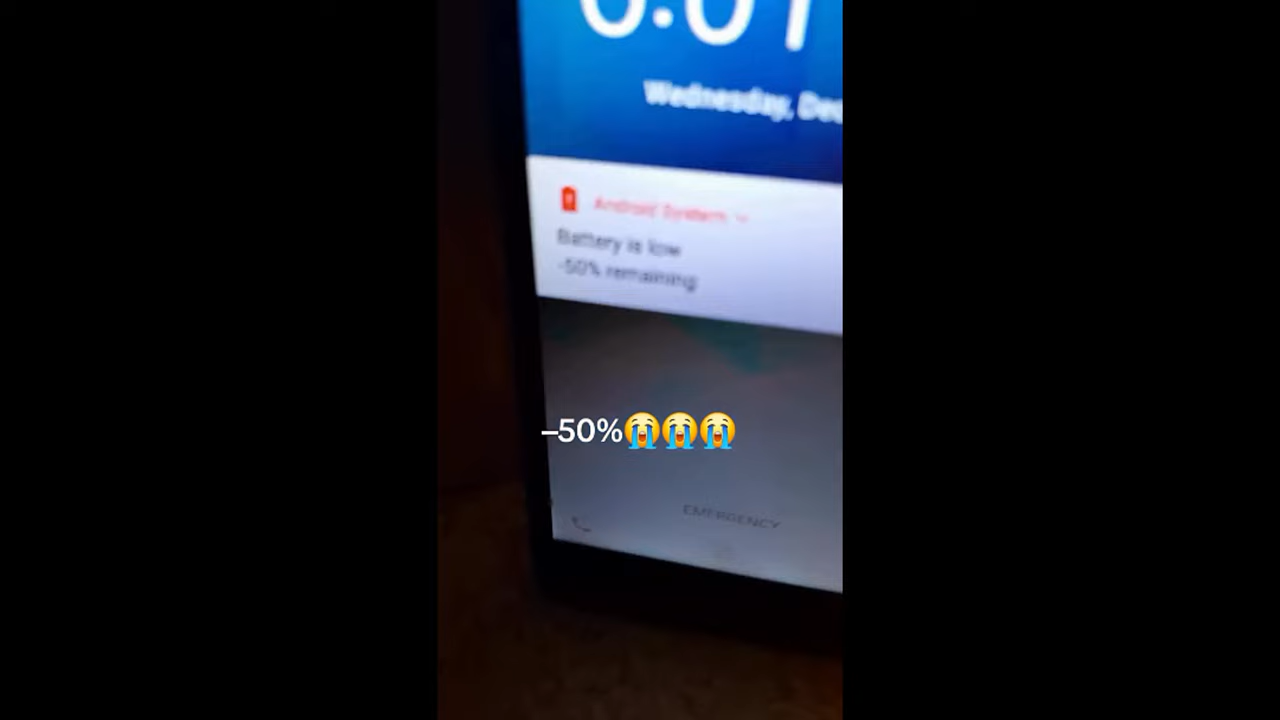 Wednesday, Dec
Android System
Battery is low
-50% remaining
–50%😭😭😭
EMERGENCY